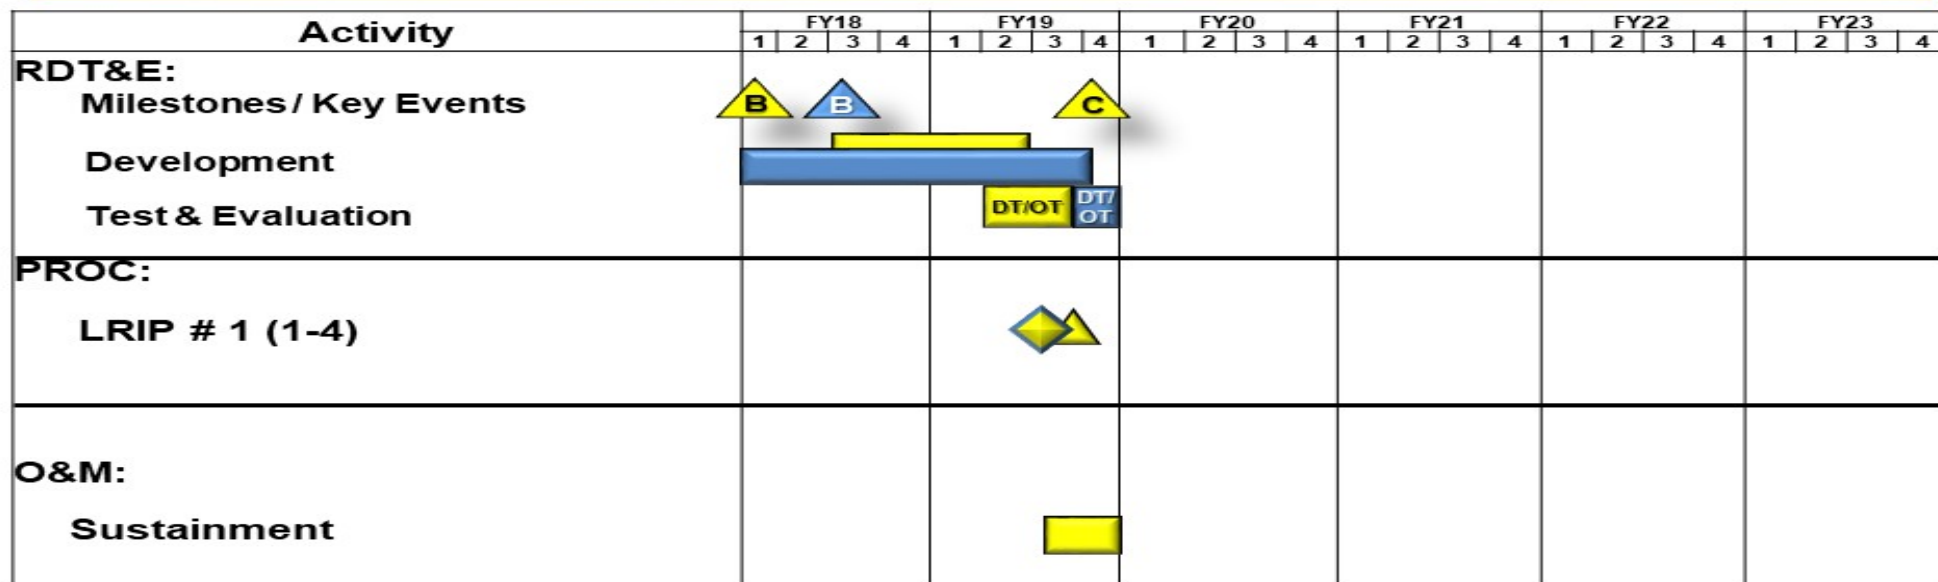 Activity
FY18 FY19 FY20 FY21 FY22 FY23
1 2 3 4 1 2 3 4 1 2 3 4 1 2 3 4 1 2 3 4 1 2 3 4
RDT&E:
Milestones / Key Events B B C
Development
Test & Evaluation DT/OT DT/
OT
PROC:
LRIP # 1 (1-4)
O&M:
Sustainment